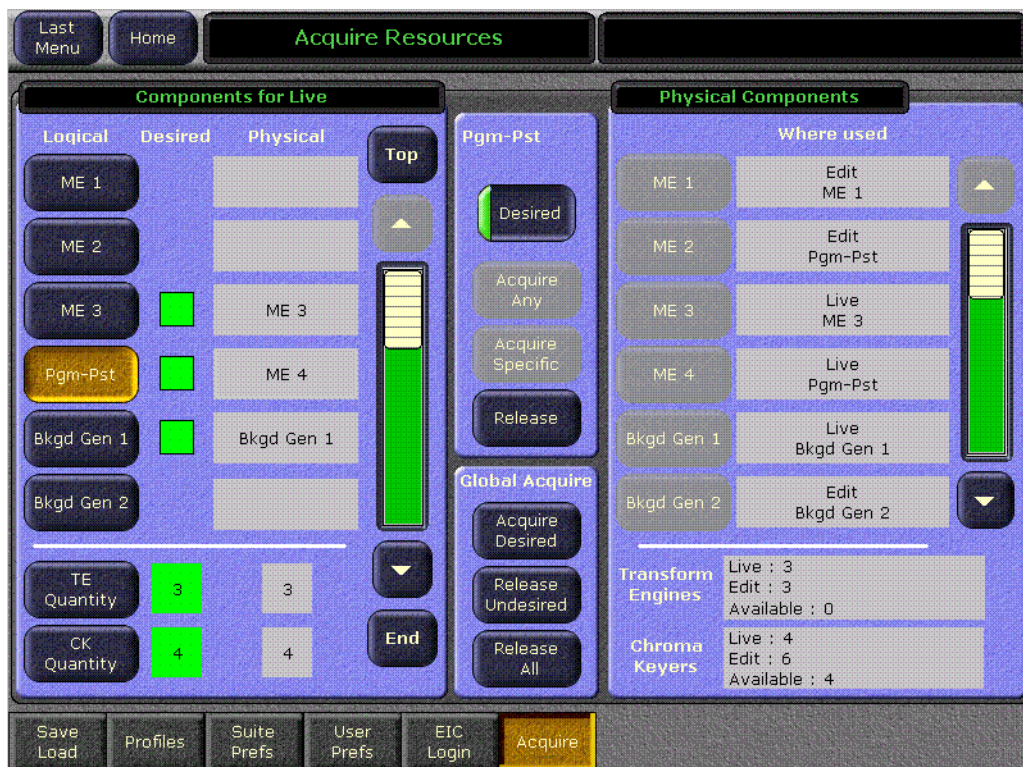 Last
Menu
Home
Acquire Resources
Components for Live
Logical Desired Physical
Top
ME 1
ME 2
ME 3
ME 3
Pgm-Pst
ME 4
Bkgd Gen 1
Bkgd Gen 1
Bkgd Gen 2
TE
Quantity
3
3
CK
Quantity
4
4
End
Pgm-Pst
Desired
Acquire
Any
Acquire
Specific
Release
Global Acquire
Acquire
Desired
Release
Undesired
Release
All
Physical Components
Where used
ME 1
Edit
ME 1
ME 2
Edit
Pgm-Pst
ME 3
Live
ME 3
ME 4
Live
Pgm-Pst
Bkgd Gen 1
Live
Bkgd Gen 1
Bkgd Gen 2
Edit
Bkgd Gen 2
Transform
Engines
Live : 3
Edit : 3
Available : 0
Chroma
Keyers
Live : 4
Edit : 6
Available : 4
Save
Load
Profiles
Suite
Prefs
User
Prefs
EIC
Login
Acquire